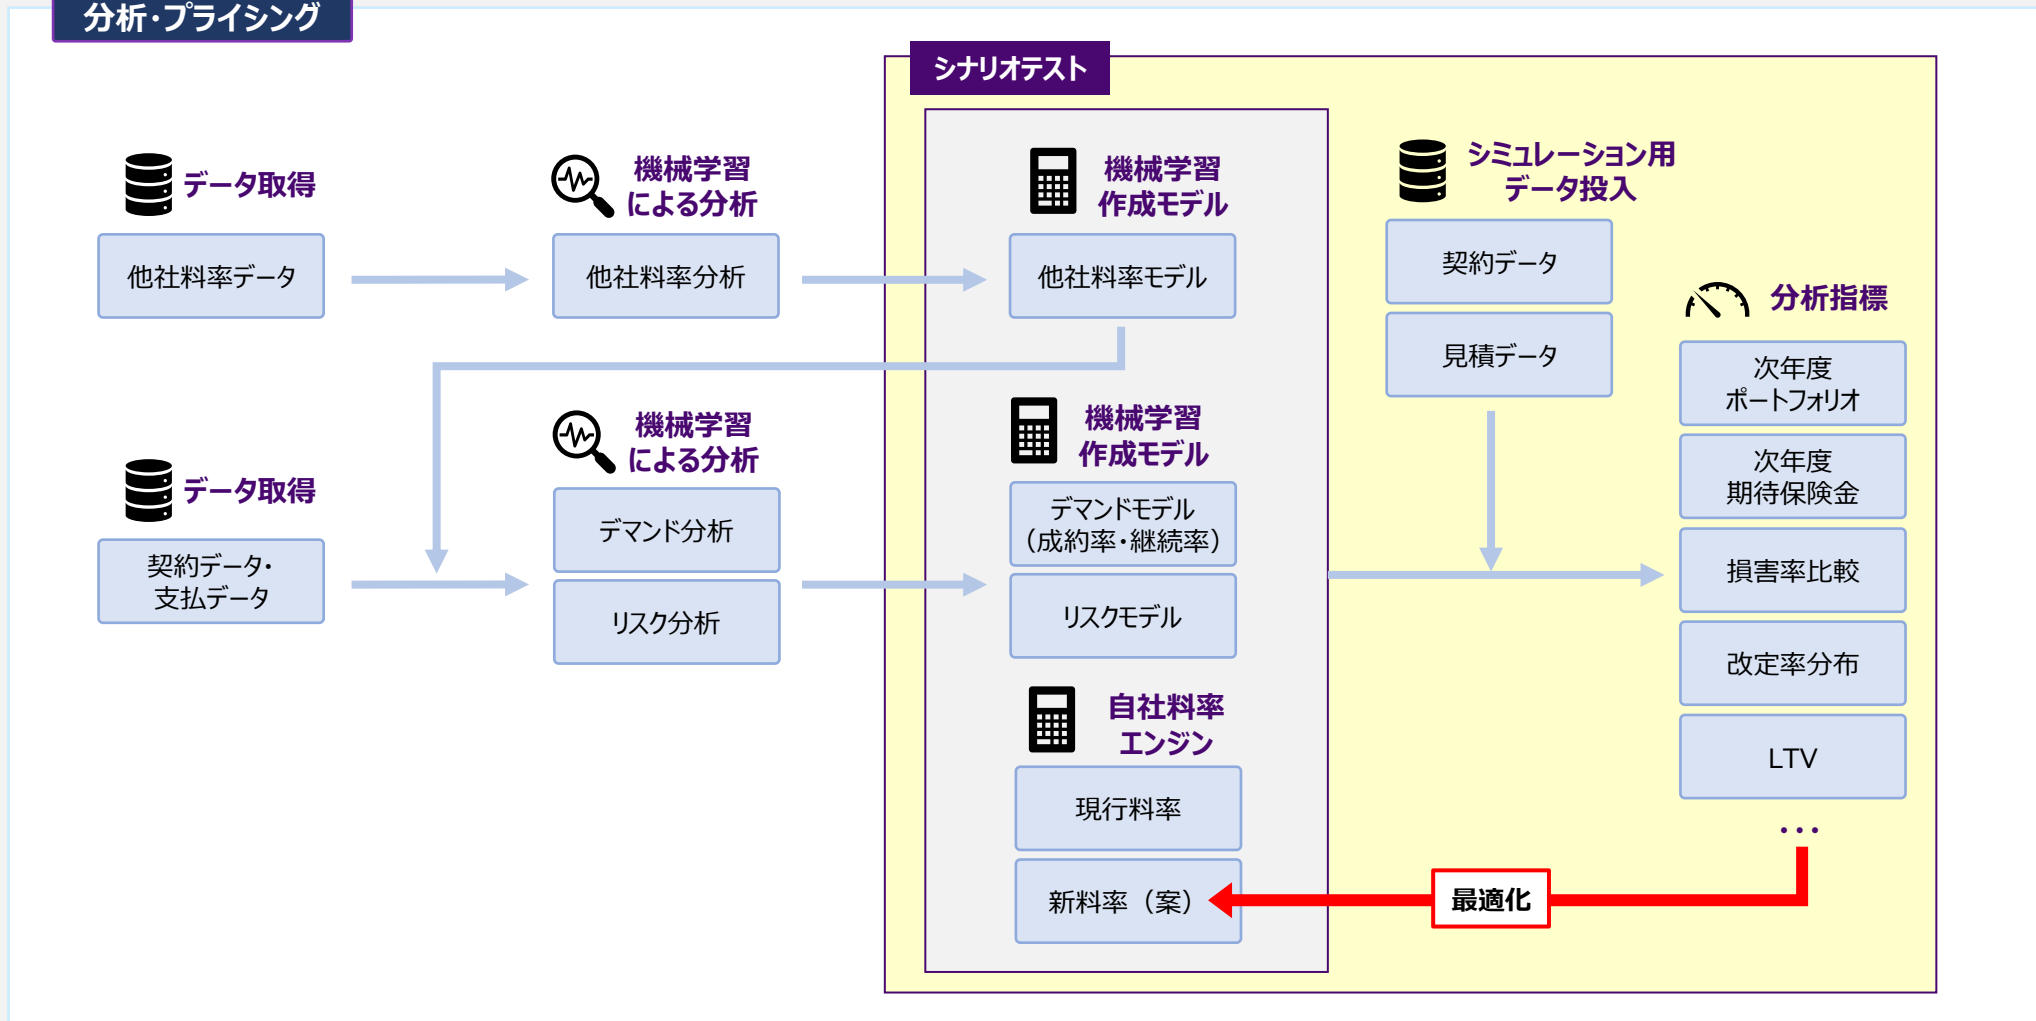 分析・プライシング
シナリオテスト
データ取得
他社料率データ
機械学習
による分析
他社料率分析
機械学習
作成モデル
他社料率モデル
シミュレーション用
データ投入
契約データ
見積データ
分析指標
次年度
ポートフォリオ
次年度
期待保険金
損害率比較
改定率分布
LTV
...
データ取得
契約データ・
支払データ
機械学習
による分析
デマンド分析
リスク分析
機械学習
作成モデル
デマンドモデル
（成約率・継続率）
リスクモデル
自社料率
エンジン
現行料率
新料率（案）
最適化